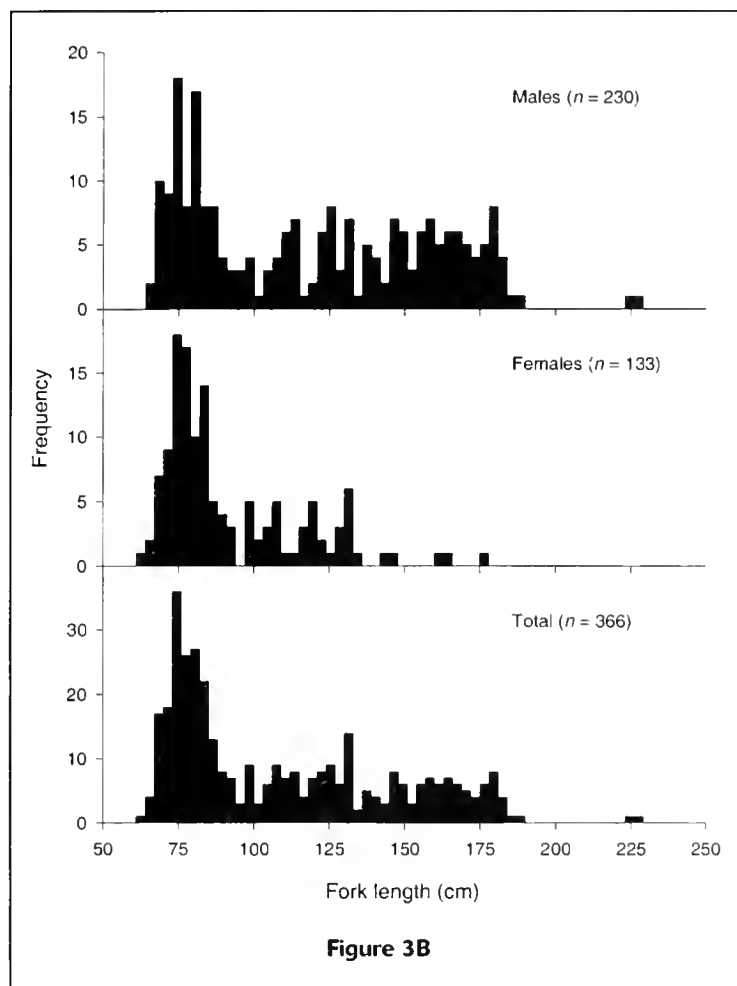 20
Males (n = 230)
15
10
5
0
Females (n = 133)
15
10
5
0
Frequency
Total (n = 366)
30
20
10
0
50 75 100 125 150 175 200 225 250
Fork length (cm)
Figure 3B